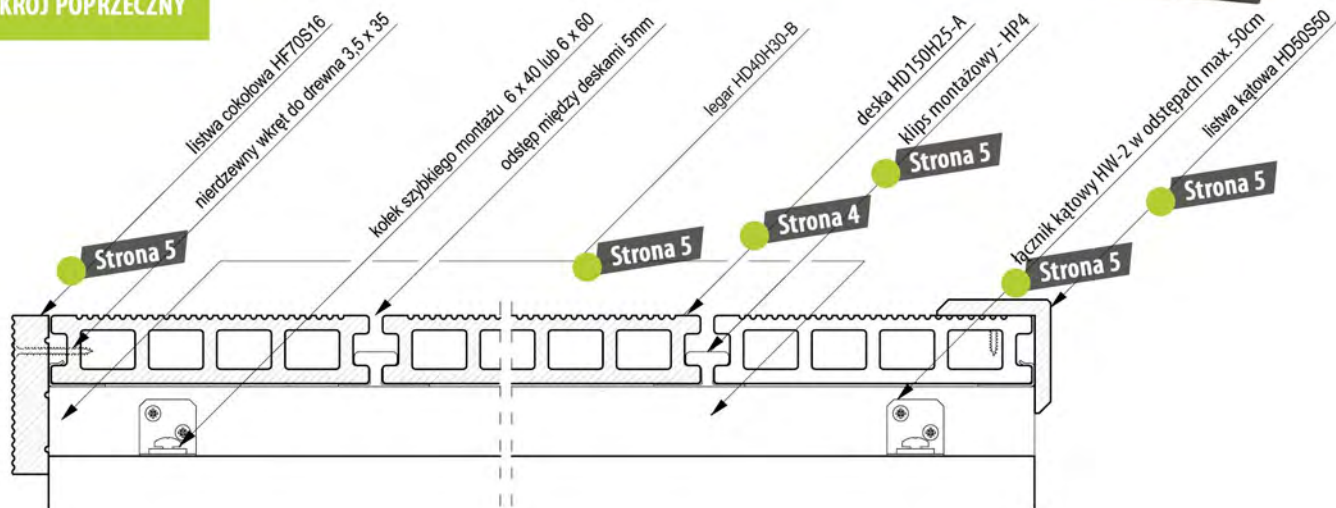 KRÓJ POPRZECZNY
listwa cokołowa HF70S16
nierdzewny wkręt do drewna 3,5 x 35
kołek szybkiego montażu 6 x 40 lub 6 x 60
odstęp między deskami 5mm
legar HD40H30-B
deska HD150H25-A
klips montażowy - HP4
łącznik kątowy HW-2 w odstępach max. 50cm
listwa kątowa HD50S50
Strona 5
Strona 5
Strona 4
Strona 5
Strona 5
Strona 5